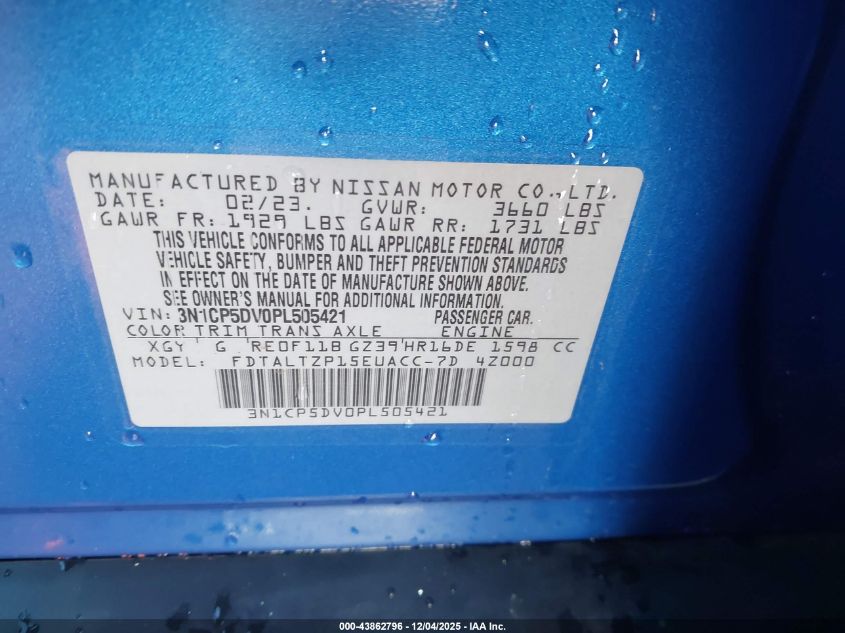 MANUFACTURED BY NISSAN MOTOR CO., LTD.
DATE: 02/23. GVWR: 3660 LBS
GAWR FR: 1929 LBS GAWR RR: 1731 LBS
THIS VEHICLE CONFORMS TO ALL APPLICABLE FEDERAL MOTOR
VEHICLE SAFETY, BUMPER AND THEFT PREVENTION STANDARDS
IN EFFECT ON THE DATE OF MANUFACTURE SHOWN ABOVE.
SEE OWNER'S MANUAL FOR ADDITIONAL INFORMATION.
VIN: 3N1CP5DV0PL505421 PASSENGER CAR.
COLOR TRIM TRANS AXLE ENGINE
XGY G RE0F11B GZ39 HR16DE 1598 CC
MODEL: FDTALTZP15EUACC-7D 4Z000
3N1CP5DV0PL505421
000-43862796 - 12/04/2025 - IAA Inc.